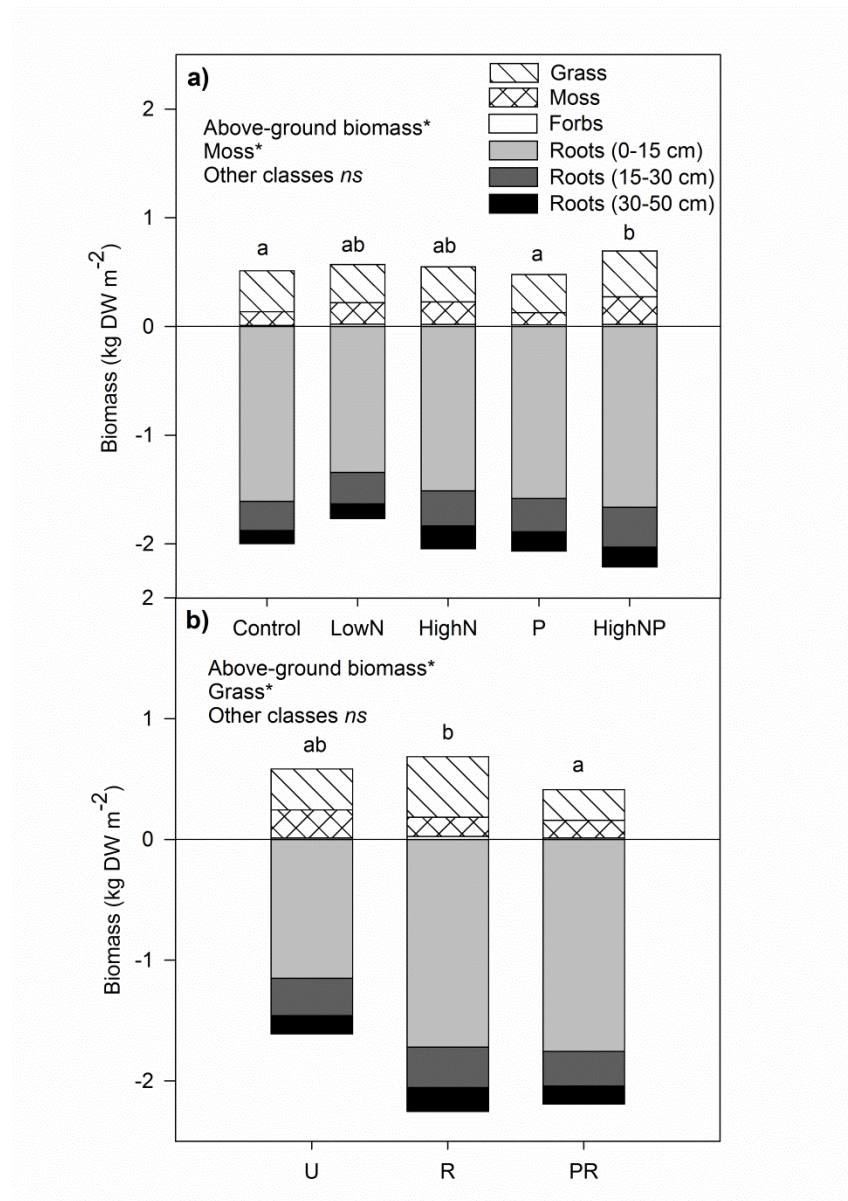 a)
Grass
Moss
Forbs
Roots (0-15 cm)
Roots (15-30 cm)
Roots (30-50 cm)
Above-ground biomass*
Moss*
Other classes ns
a ab ab a b
2
1
0
-1
-2
Biomass (kg DW m-2)
Control LowN HighN P HighNP
b)
Above-ground biomass*
Grass*
Other classes ns
ab b a
2
1
0
-1
-2
Biomass (kg DW m-2)
U R PR